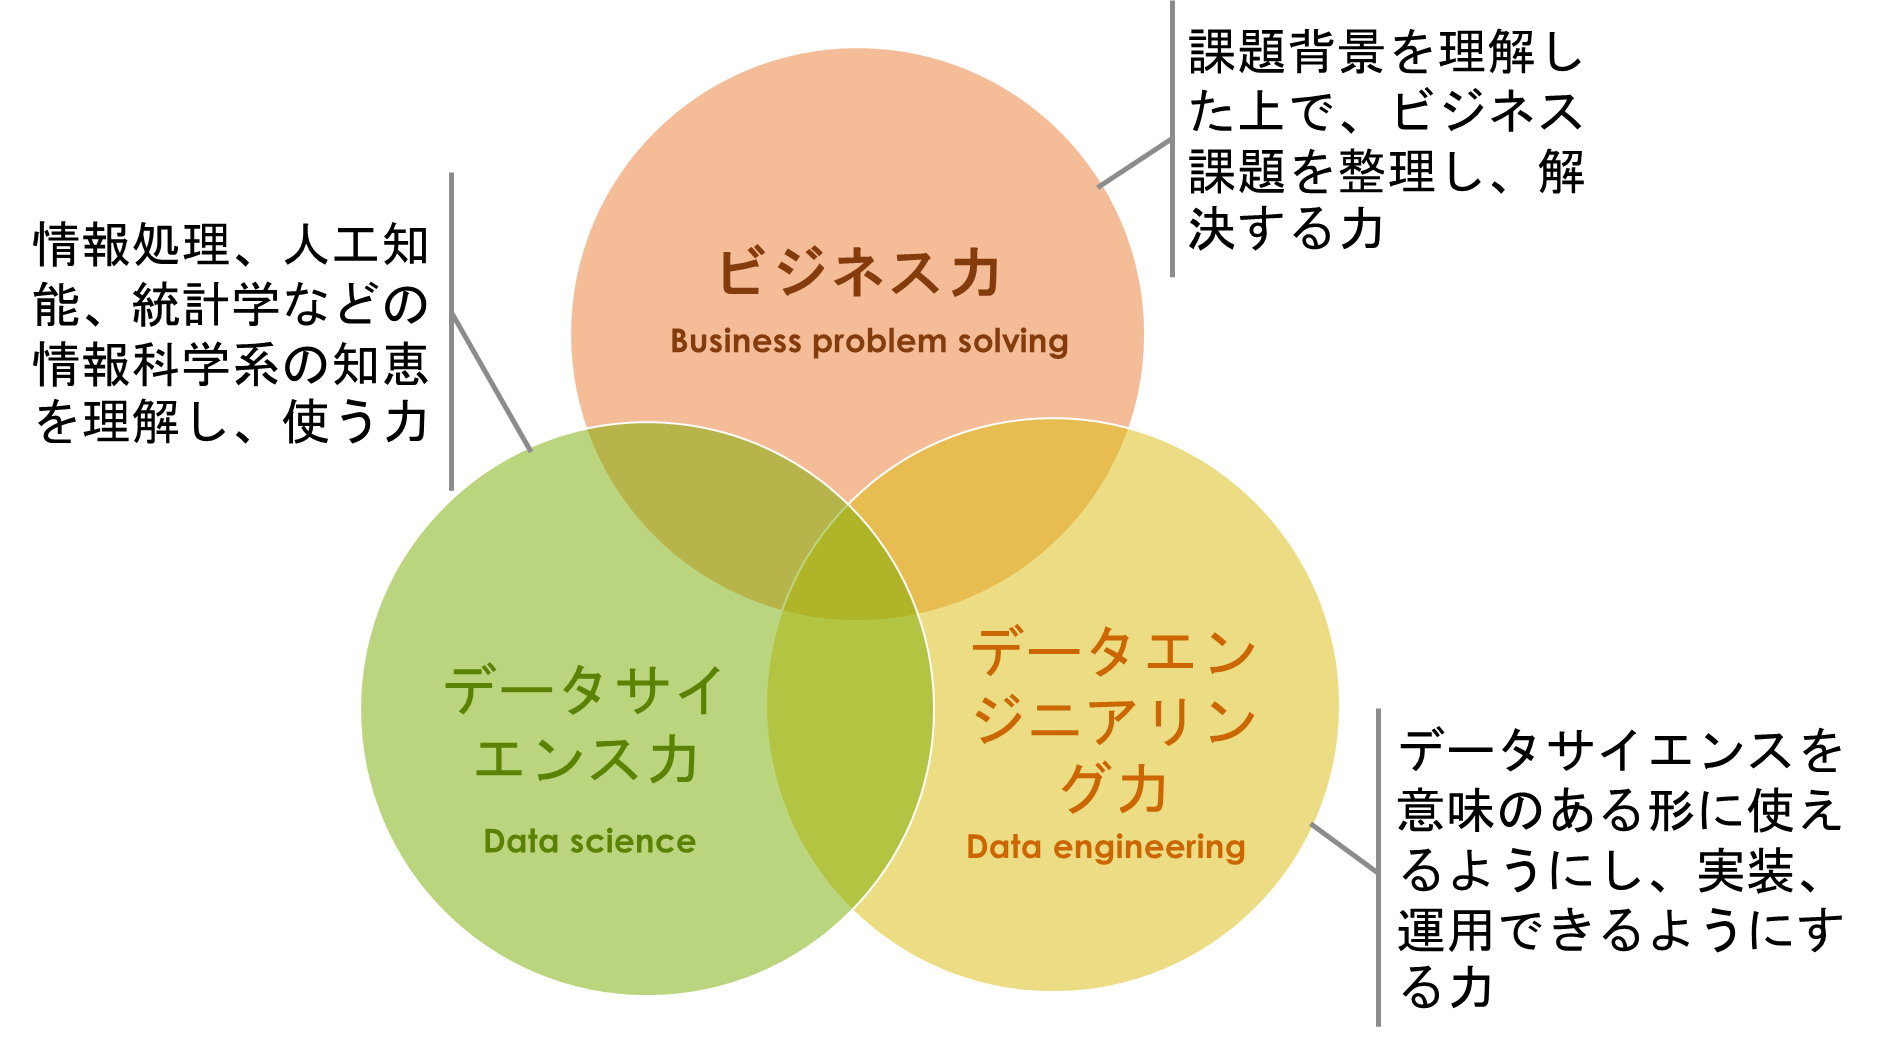 課題背景を理解し
た上で、ビジネス
課題を整理し、解
決する力
情報処理、人工知
能、統計学などの
情報科学系の知恵
を理解し、使う力
ビジネス力
Business problem solving
データサイ
エンス力
Data science
データエン
ジニアリン
グ力
Data engineering
データサイエンスを
意味のある形に使え
るようにし、実装、
運用できるようにす
る力